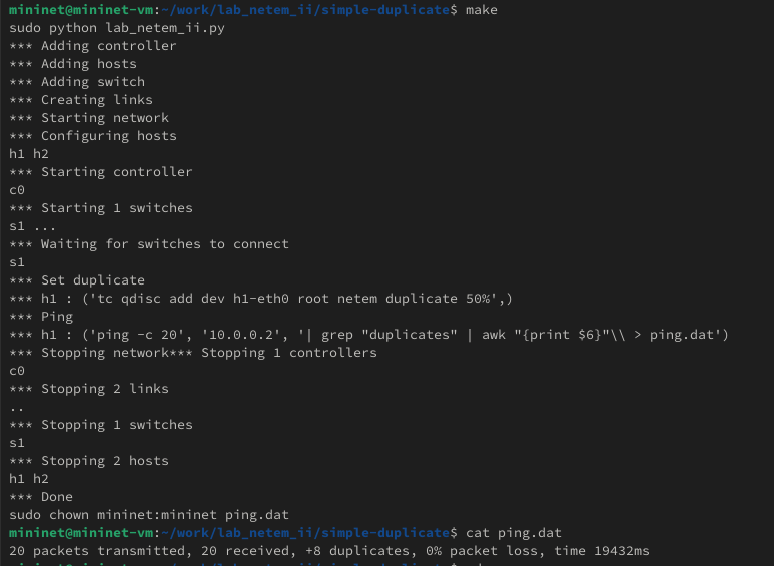 mininet@mininet-vm:~/work/lab_netem_ii/simple-duplicate$ make
sudo python lab_netem_ii.py
*** Adding controller
*** Adding hosts
*** Adding switch
*** Creating links
*** Starting network
*** Configuring hosts
h1 h2
*** Starting controller
c0
*** Starting 1 switches
s1 ...
*** Waiting for switches to connect
s1
*** Set duplicate
*** h1 : ('tc qdisc add dev h1-eth0 root netem duplicate 50%',)
*** Ping
*** h1 : ('ping -c 20', '10.0.0.2', '| grep "duplicates" | awk "{print $6}"\\ > ping.dat')
*** Stopping network*** Stopping 1 controllers
c0
*** Stopping 2 links
..
*** Stopping 1 switches
s1
*** Stopping 2 hosts
h1 h2
*** Done
sudo chown mininet:mininet ping.dat
mininet@mininet-vm:~/work/lab_netem_ii/simple-duplicate$ cat ping.dat
20 packets transmitted, 20 received, +8 duplicates, 0% packet loss, time 19432ms